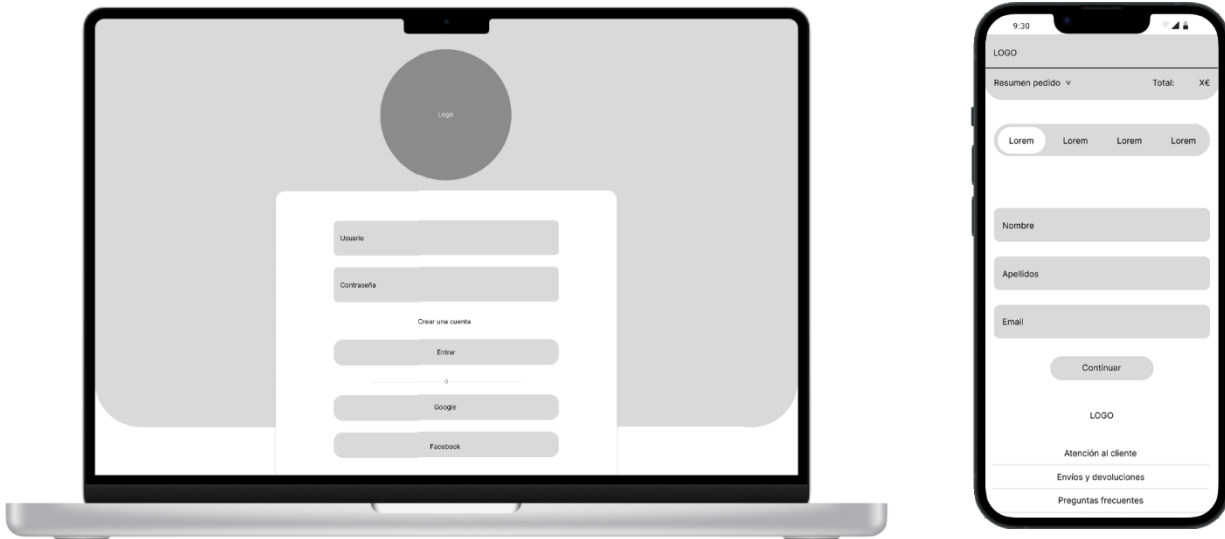 Logo
Usuario
Contraseña
Crear una cuenta
Entrar
ó
Google
Facebook
9:30
LOGO
Resumen pedido v Total: X€
Lorem Lorem Lorem Lorem
Nombre
Apellidos
Email
Continuar
LOGO
Atención al cliente
Envíos y devoluciones
Preguntas frecuentes